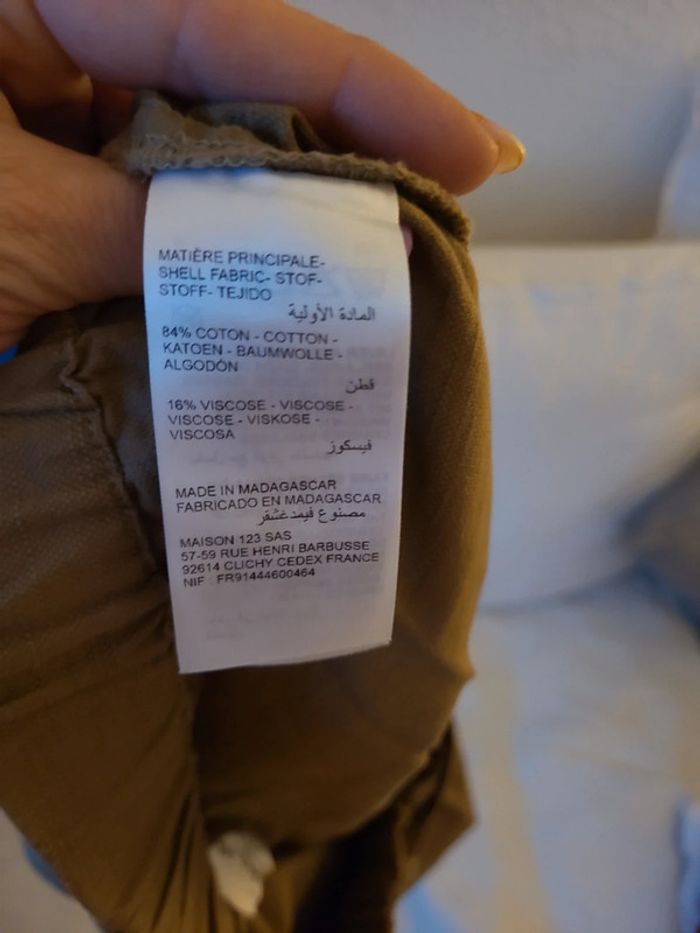 MATIÈRE PRINCIPALE-
SHELL FABRIC- STOF-
STOFF- TEJIDO
المادة الأولية
84% COTON - COTTON -
KATOEN - BAUMWOLLE -
ALGODÓN
قطن
16% VISCOSE - VISCOSE -
VISCOSE - VISKOSE -
VISCOSA
فيسكوز
MADE IN MADAGASCAR
FABRICADO EN MADAGASCAR
مصنوع فيمدغشقر
MAISON 123 SAS
57-59 RUE HENRI BARBUSSE
92614 CLICHY CEDEX FRANCE
NIF : FR91444600464